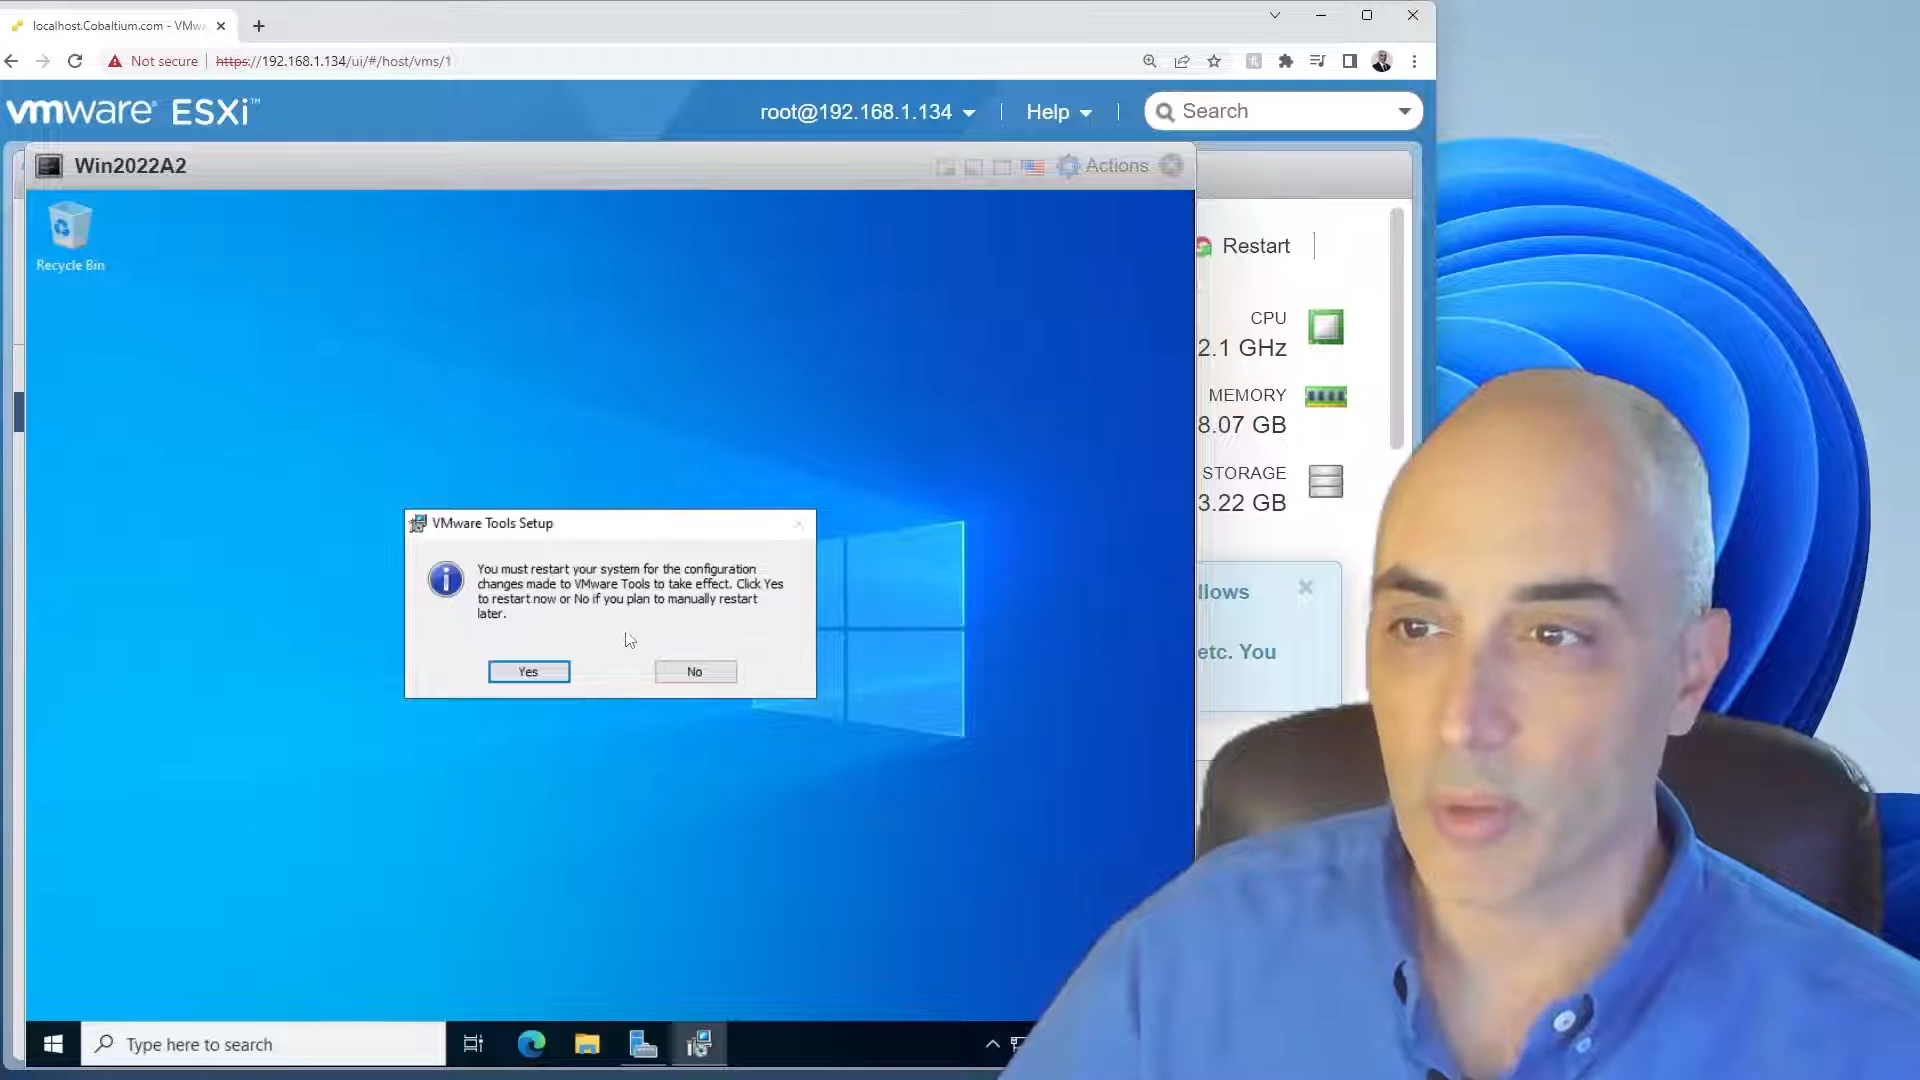 localhost.Cobaltium.com - VMw
Not secure
https://192.168.1.134/ui/#/host/vms/1
vmware ESXi™
root@192.168.1.134
Help
Search
Win2022A2
Actions
Recycle Bin
Restart
CPU
2.1 GHz
MEMORY
8.07 GB
STORAGE
3.22 GB
llows
etc. You
VMware Tools Setup
You must restart your system for the configuration
changes made to VMware Tools to take effect. Click Yes
to restart now or No if you plan to manually restart
later.
Yes
No
Type here to search